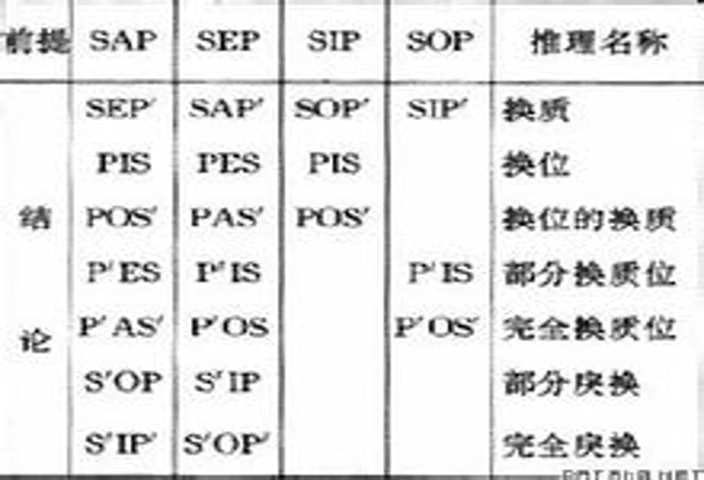 前提 SAP SEP SIP SOP 推理名称
SEP′ SAP′ SOP′ SIP′ 换质
PIS PES PIS 换位
结 POS′ PAS′ POS′ 换位的换质
P′ES P′IS P′IS 部分换质位
论 P′AS′ P′OS P′OS′ 完全换质位
S′OP S′IP 部分戾换
S′IP′ S′OP′ 完全戾换